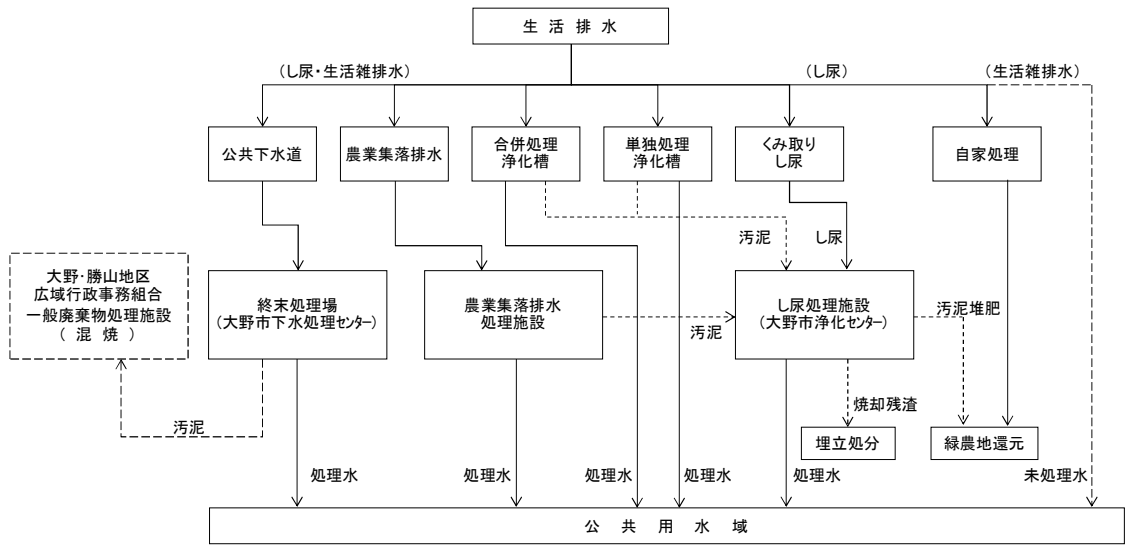 生 活 排 水
(し尿・生活雑排水)
(し尿)
(生活雑排水)
公共下水道
農業集落排水
合併処理
浄化槽
単独処理
浄化槽
くみ取り
し尿
自家処理
汚泥
し尿
大野・勝山地区
広域行政事務組合
一般廃棄物処理施設
( 混 焼 )
終末処理場
(大野市下水処理センター)
農業集落排水
処理施設
汚泥
し尿処理施設
(大野市浄化センター)
汚泥堆肥
汚泥
焼却残渣
埋立処分
緑農地還元
処理水
処理水
処理水
処理水
処理水
未処理水
公 共 用 水 域